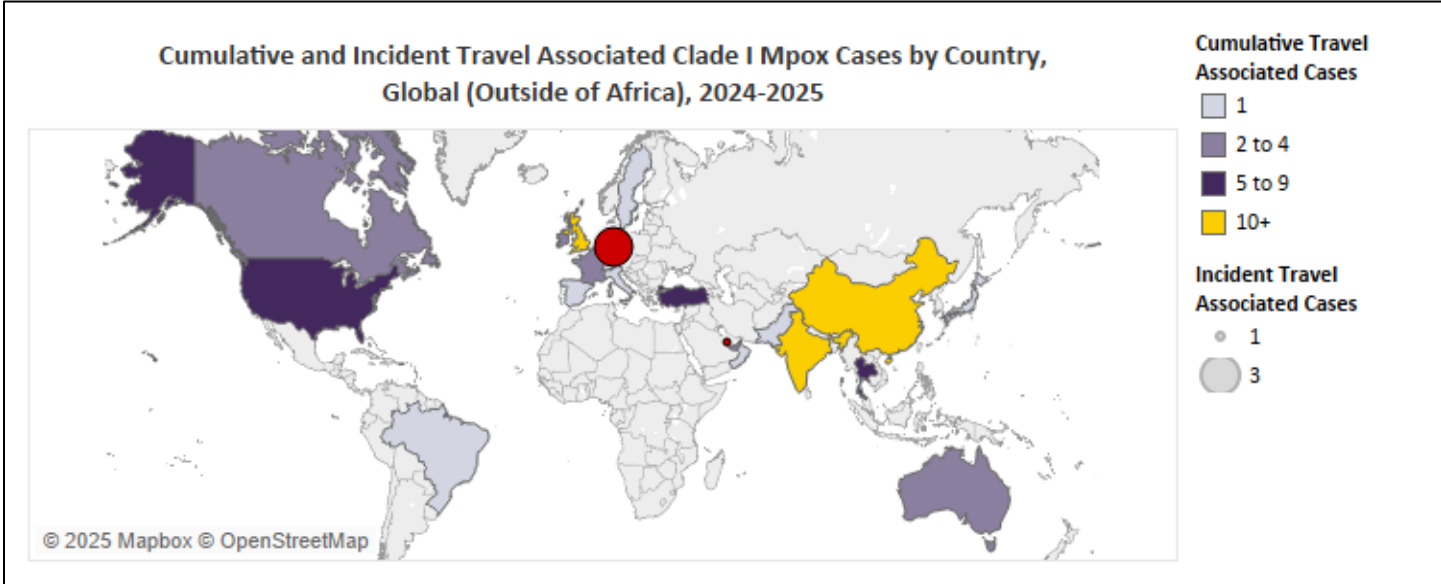 Cumulative and Incident Travel Associated Clade I Mpox Cases by Country,
Global (Outside of Africa), 2024-2025
Cumulative Travel
Associated Cases
1
2 to 4
5 to 9
10+
Incident Travel
Associated Cases
1
3
© 2025 Mapbox © OpenStreetMap